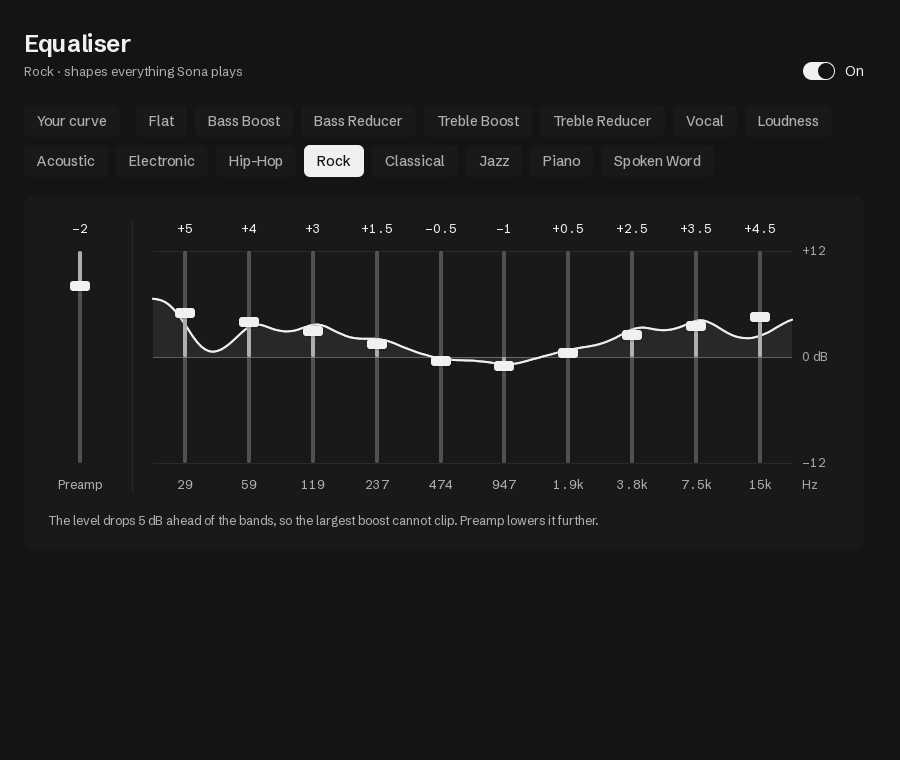 Equaliser
Rock · shapes everything Sona plays
On
Your curve Flat Bass Boost Bass Reducer Treble Boost Treble Reducer Vocal Loudness
Acoustic Electronic Hip-Hop Rock Classical Jazz Piano Spoken Word
−2 +5 +4 +3 +1.5 −0.5 −1 +0.5 +2.5 +3.5 +4.5
+12
0 dB
−12
Preamp 29 59 119 237 474 947 1.9k 3.8k 7.5k 15k Hz
The level drops 5 dB ahead of the bands, so the largest boost cannot clip. Preamp lowers it further.